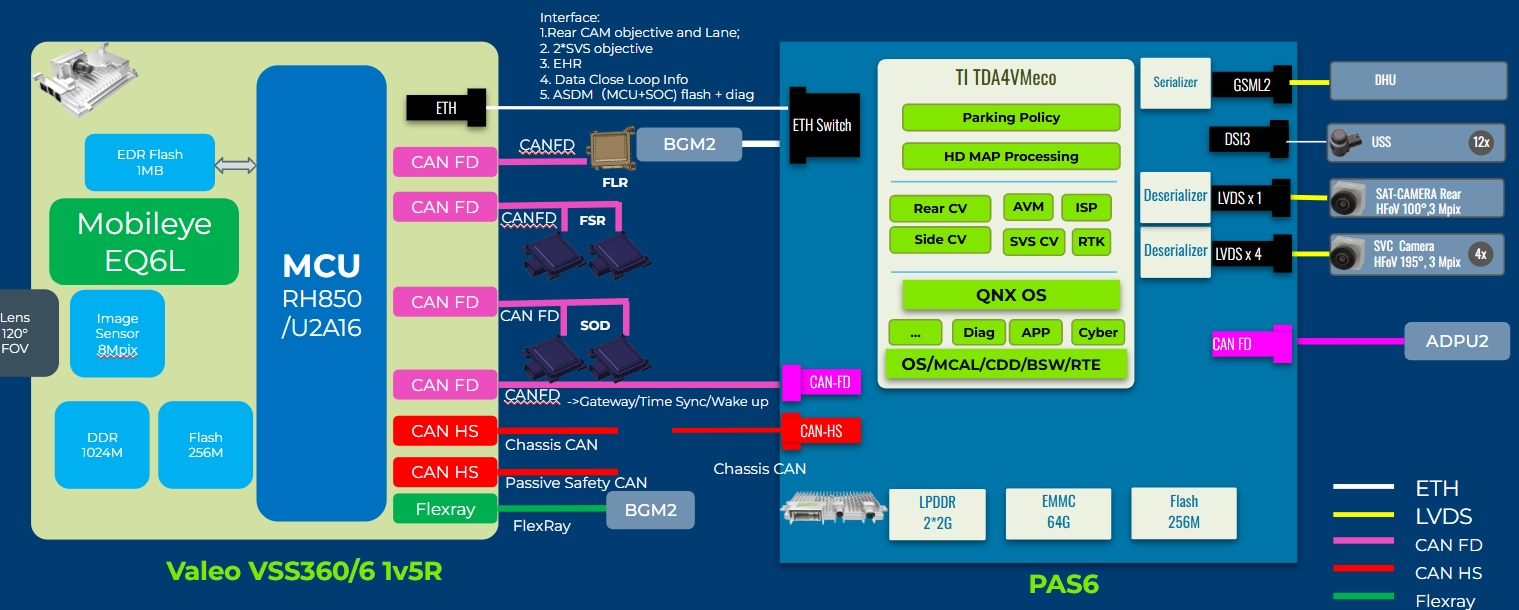 Interface:
1.Rear CAM objective and Lane;
2. 2*SVS objective
3. EHR
4. Data Close Loop Info
5. ASDM（MCU+SOC) flash + diag
EDR Flash
1MB
Mobileye
EQ6L
Lens
120°
FOV
Image
Sensor
8Mpix
DDR
1024M
Flash
256M
MCU
RH850
/U2A16
ETH
CAN FD
CAN FD
CAN FD
CAN FD
CAN HS
CAN HS
Flexray
CANFD
FLR
BGM2
CANFD
FSR
CAN FD
SOD
CANFD
->Gateway/Time Sync/Wake up
Chassis CAN
Passive Safety CAN
FlexRay
BGM2
Chassis CAN
Valeo VSS360/6 1v5R
ETH Switch
CAN-FD
CAN-HS
TI TDA4VMeco
Parking Policy
HD MAP Processing
Rear CV
AVM
ISP
Side CV
SVS CV
RTK
QNX OS
...
Diag
APP
Cyber
OS/MCAL/CDD/BSW/RTE
LPDDR
2*2G
EMMC
64G
Flash
256M
PAS6
Serializer
GSML2
DHU
DSI3
USS
12x
Deserializer
LVDS x 1
SAT-CAMERA Rear
HFoV 100°,3 Mpix
Deserializer
LVDS x 4
SVC Camera
HFoV 195°, 3 Mpix
4x
CAN FD
ADPU2
ETH
LVDS
CAN FD
CAN HS
Flexray